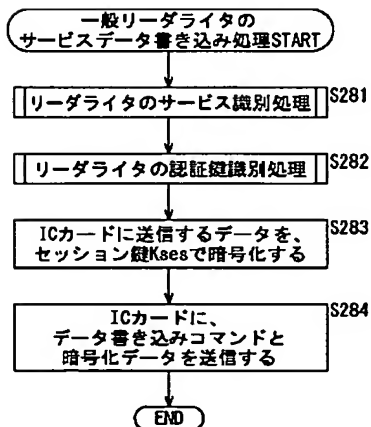 一般リーダライタの
サービスデータ書き込み処理START
リーダライタのサービス識別処理
S281
リーダライタの認証鍵識別処理
S282
ICカードに送信するデータを、
セッション鍵Ksesで暗号化する
S283
ICカードに、
データ書き込みコマンドと
暗号化データを送信する
S284
END